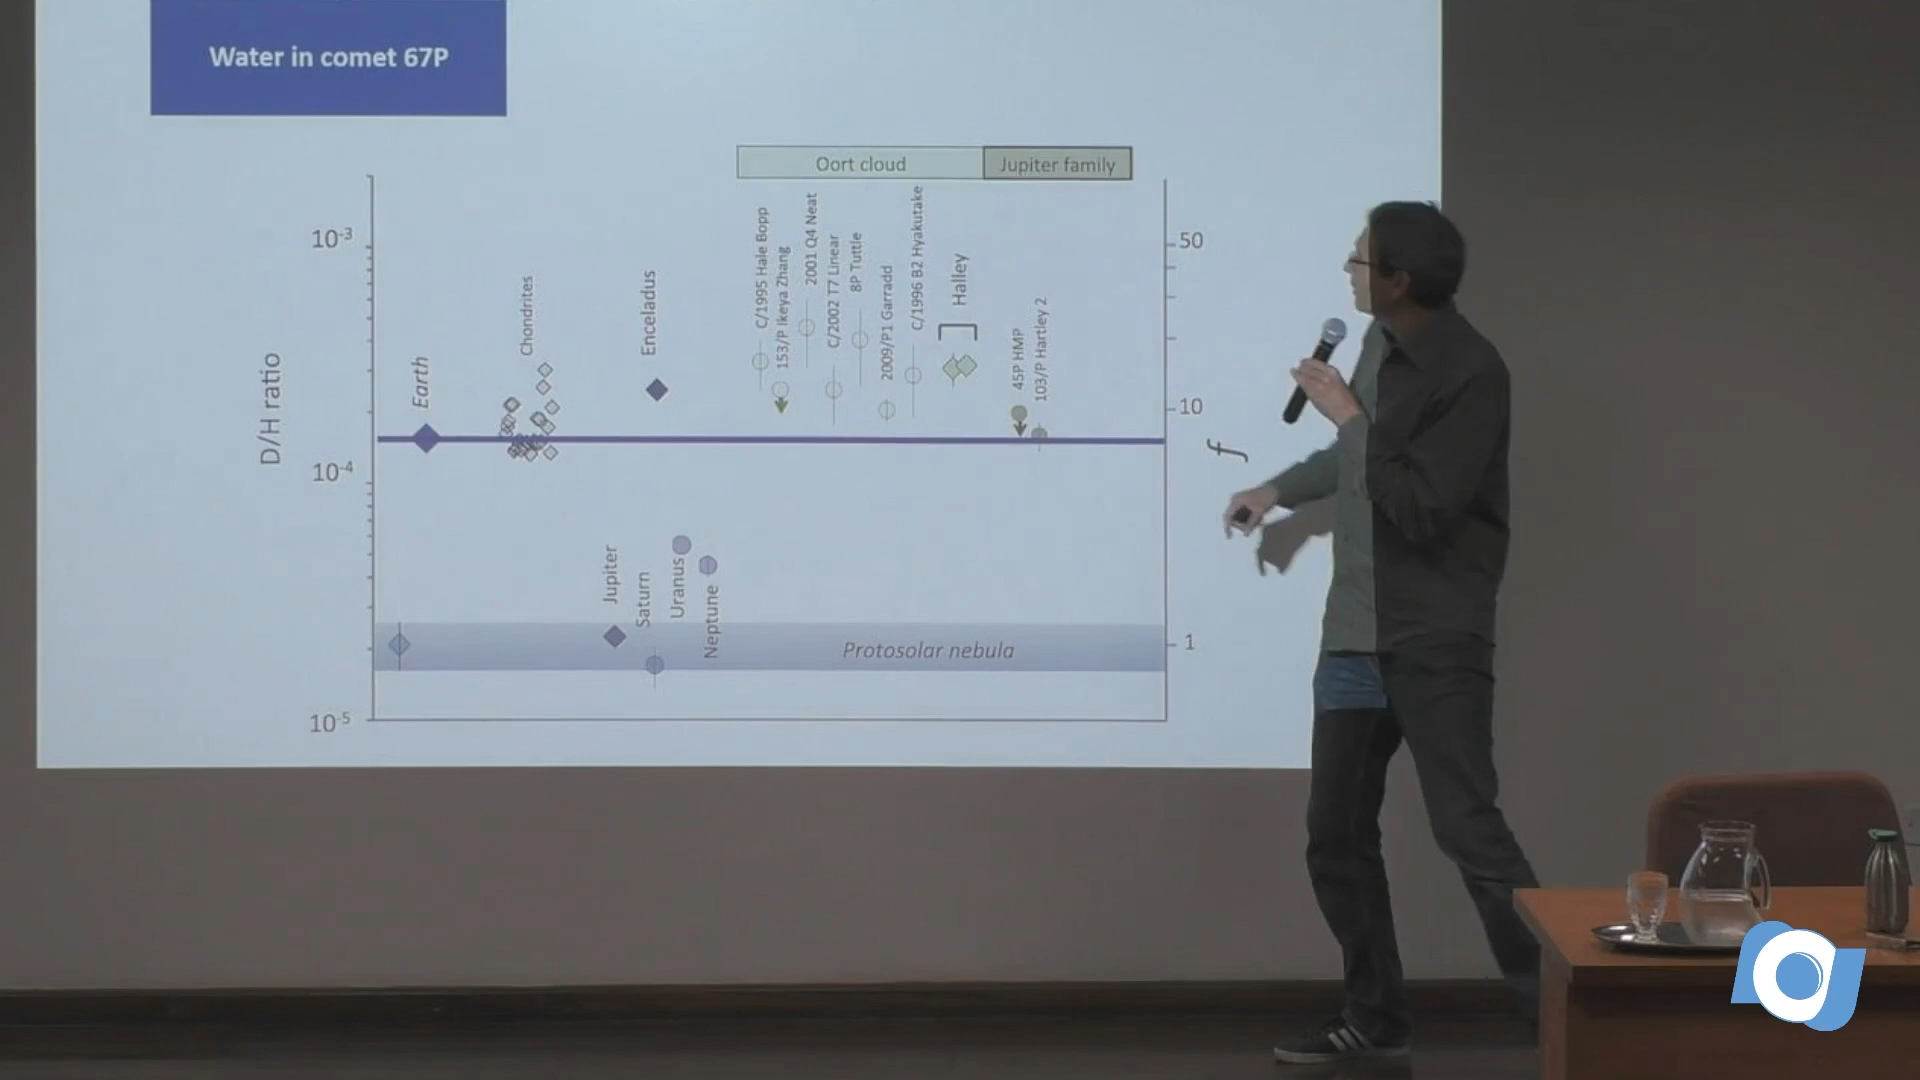 Water in comet 67P
Oort cloud
Jupiter family
D/H ratio
10-3
10-4
10-5
Earth
Chondrites
Enceladus
C/1995 Hale Bopp
153/P Ikeya Zhang
2001 Q4 Neat
C/2002 T7 Linear
8P Tuttle
2009/P1 Garradd
C/1996 B2 Hyakutake
Halley
45P HMP
103/P Hartley 2
Jupiter
Saturn
Uranus
Neptune
Protosolar nebula
50
10
1
f